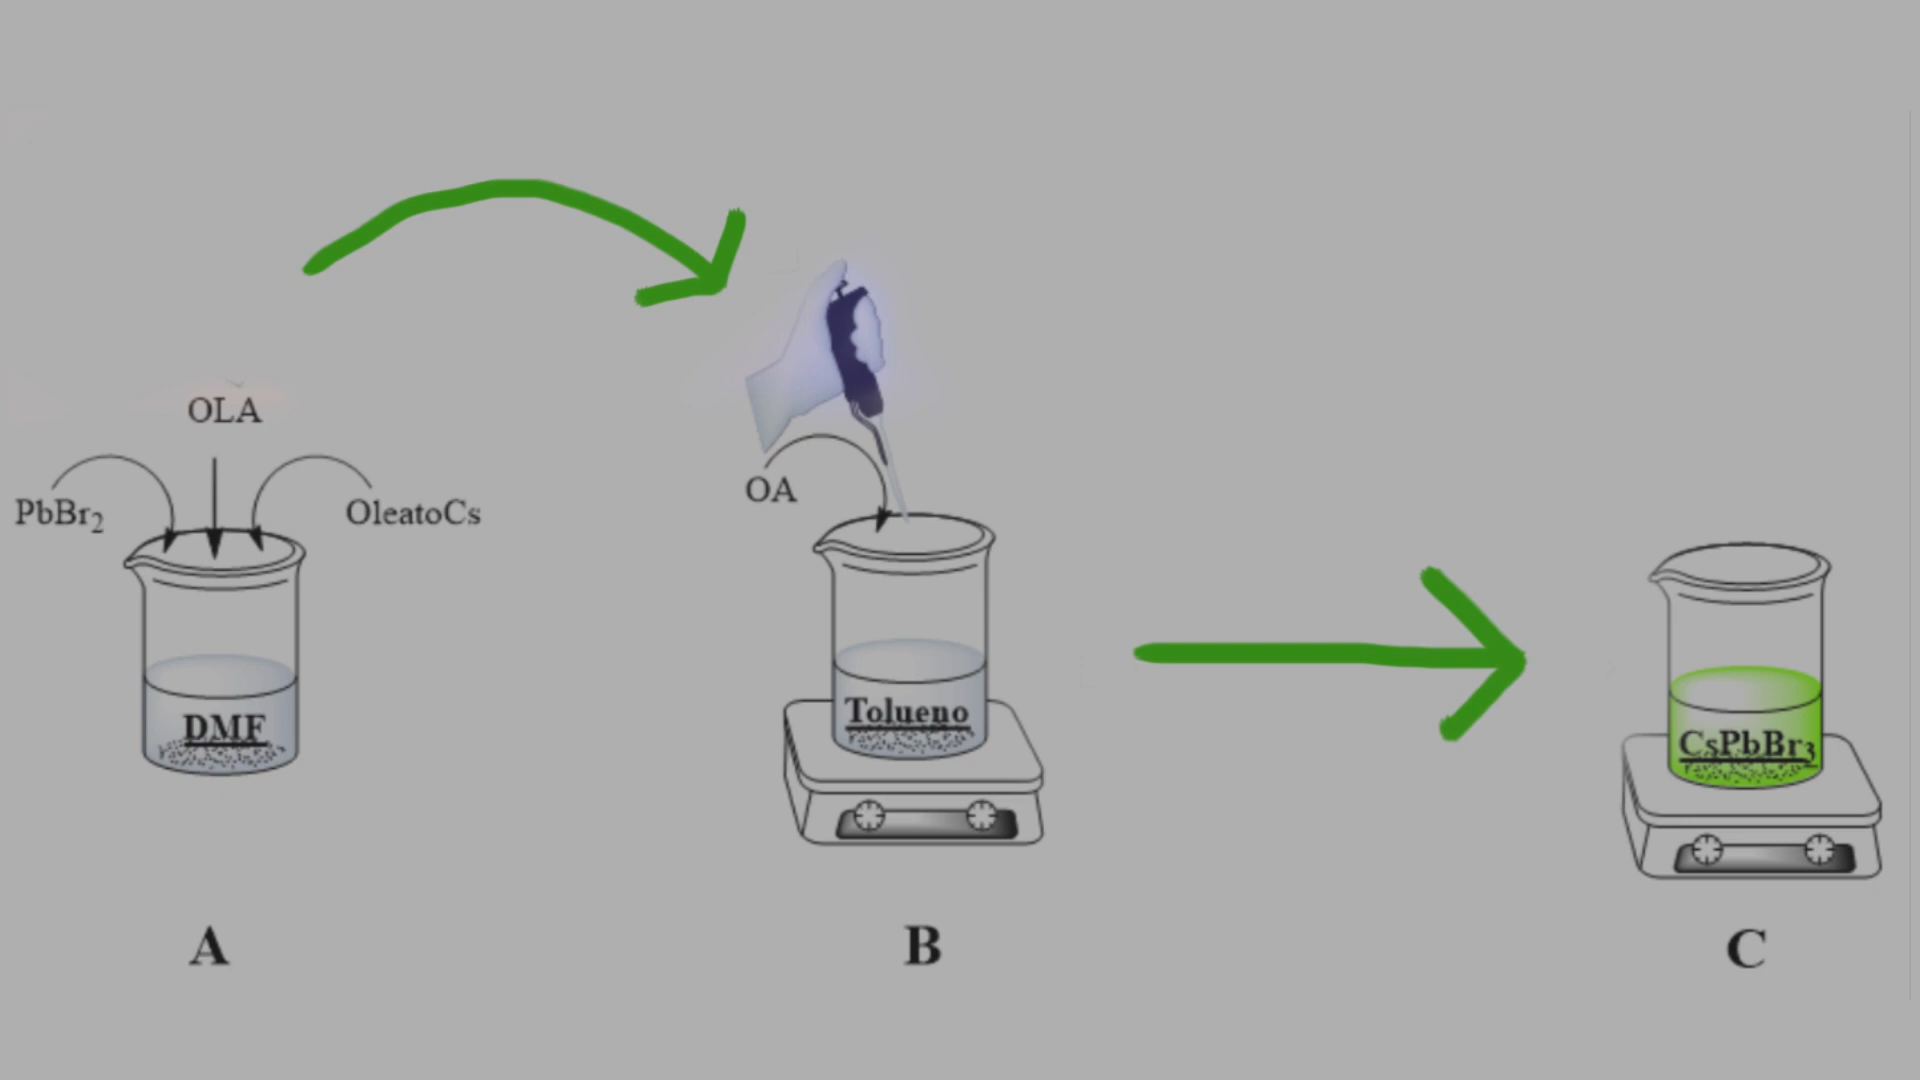 OLA
PbBr₂
OleatoCs
DMF
A
OA
Tolueno
B
CsPbBr₃
C